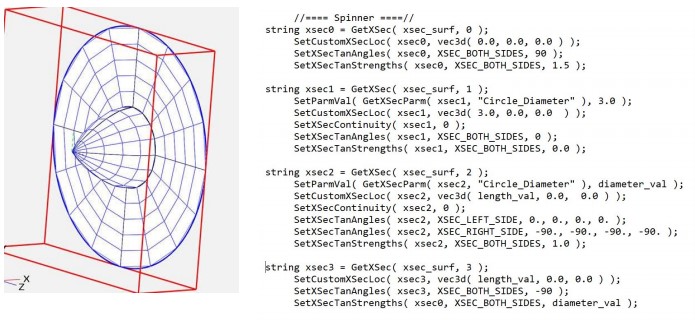 //==== Spinner ====//
string xsec0 = GetXSec( xsec_surf, 0 );
SetCustomXSecLoc( xsec0, vec3d( 0.0, 0.0, 0.0 ) );
SetXSecTanAngles( xsec0, XSEC_BOTH_SIDES, 90 );
SetXSecTanStrengths( xsec0, XSEC_BOTH_SIDES, 1.5 );
string xsec1 = GetXSec( xsec_surf, 1 );
SetParmVal( GetXSecParm( xsec1, "Circle_Diameter" ), 3.0 );
SetCustomXSecLoc( xsec1, vec3d( 3.0, 0.0, 0.0  ) );
SetXSecContinuity( xsec1, 0 );
SetXSecTanAngles( xsec1, XSEC_BOTH_SIDES, 0 );
SetXSecTanStrengths( xsec1, XSEC_BOTH_SIDES, 0.0 );
string xsec2 = GetXSec( xsec_surf, 2 );
SetParmVal( GetXSecParm( xsec2, "Circle_Diameter" ), diameter_val );
SetCustomXSecLoc( xsec2, vec3d( length_val, 0.0,  0.0 ) );
SetXSecContinuity( xsec2, 0 );
SetXSecTanAngles( xsec2, XSEC_LEFT_SIDE, 0., 0., 0., 0. );
SetXSecTanAngles( xsec2, XSEC_RIGHT_SIDE, -90., -90., -90., -90. );
SetXSecTanStrengths( xsec2, XSEC_BOTH_SIDES, 1.0 );
string xsec3 = GetXSec( xsec_surf, 3 );
SetCustomXSecLoc( xsec3, vec3d( length_val, 0.0, 0.0 ) );
SetXSecTanAngles( xsec3, XSEC_BOTH_SIDES, -90 );
SetXSecTanStrengths( xsec0, XSEC_BOTH_SIDES, diameter_val );
X
Z